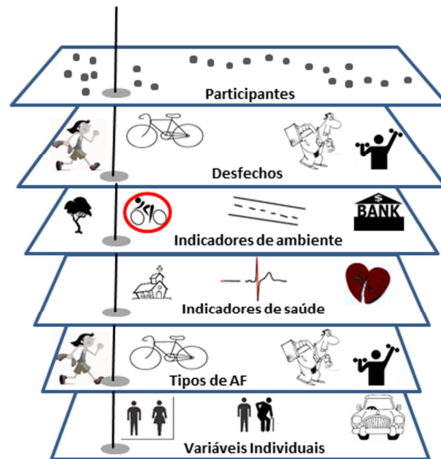 Participantes
Desfechos
$
BANK
Indicadores de ambiente
Indicadores de saúde
Tipos de AF
Variáveis Individuais